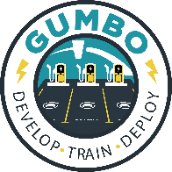 GUMBO
DEVELOP · TRAIN · DEPLOY